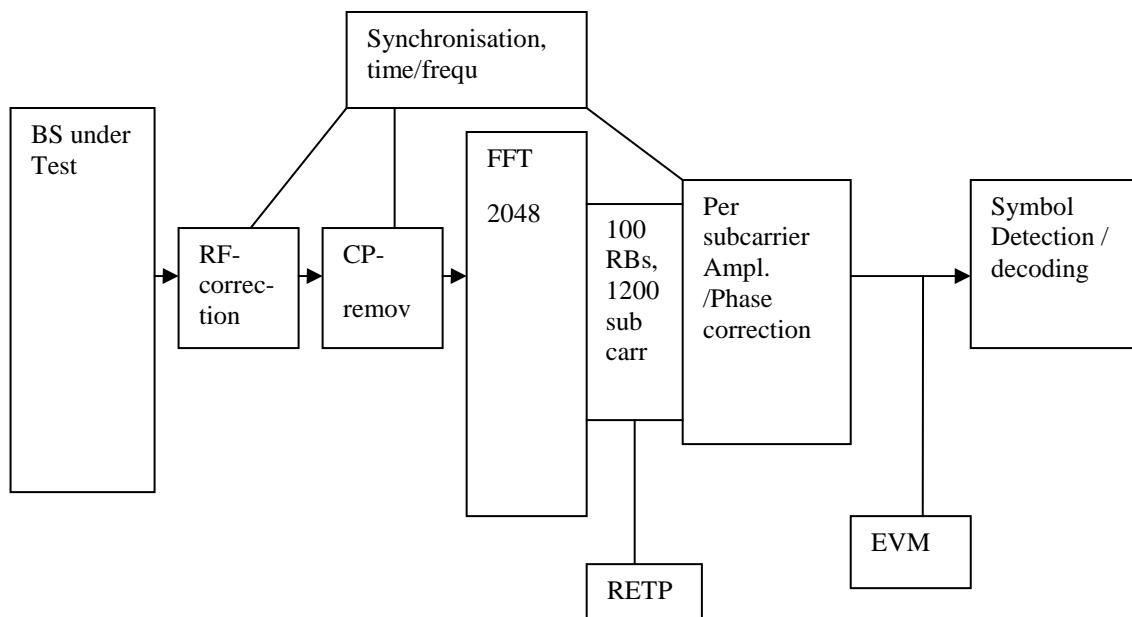 Synchronisation,
time/frequ
BS under
Test
RF-
correc-
tion
CP-
remov
FFT
2048
100
RBs,
1200
sub
carr
Per
subcarrier
Ampl.
/Phase
correction
Symbol
Detection /
decoding
EVM
RETP